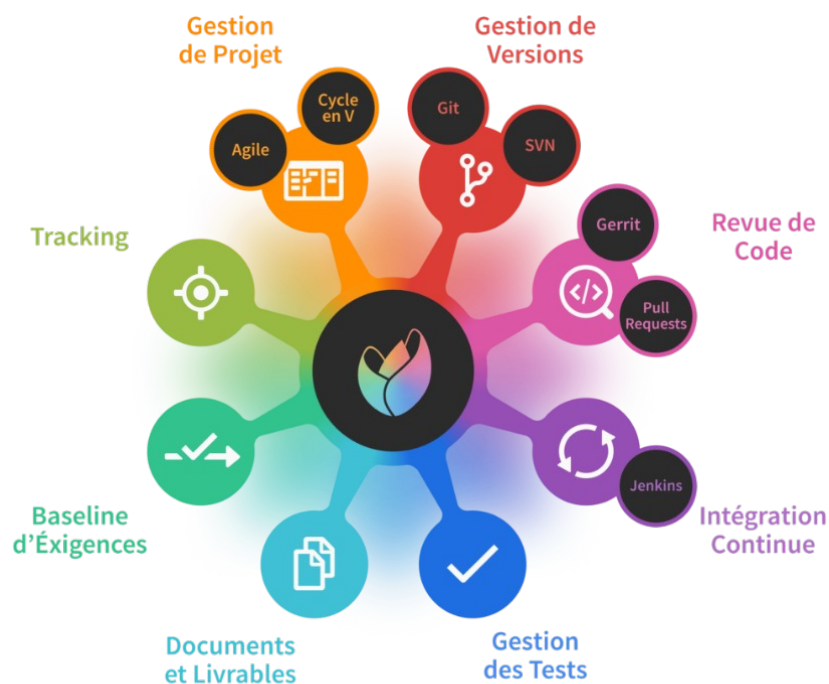 Gestion
de Projet
Gestion de
Versions
Cycle
en V
Git
Agile
SVN
Gerrit
Revue de
Code
Tracking
</>
Pull
Requests
Jenkins
Baseline
d'Éxigences
Intégration
Continue
Documents
et Livrables
Gestion
des Tests